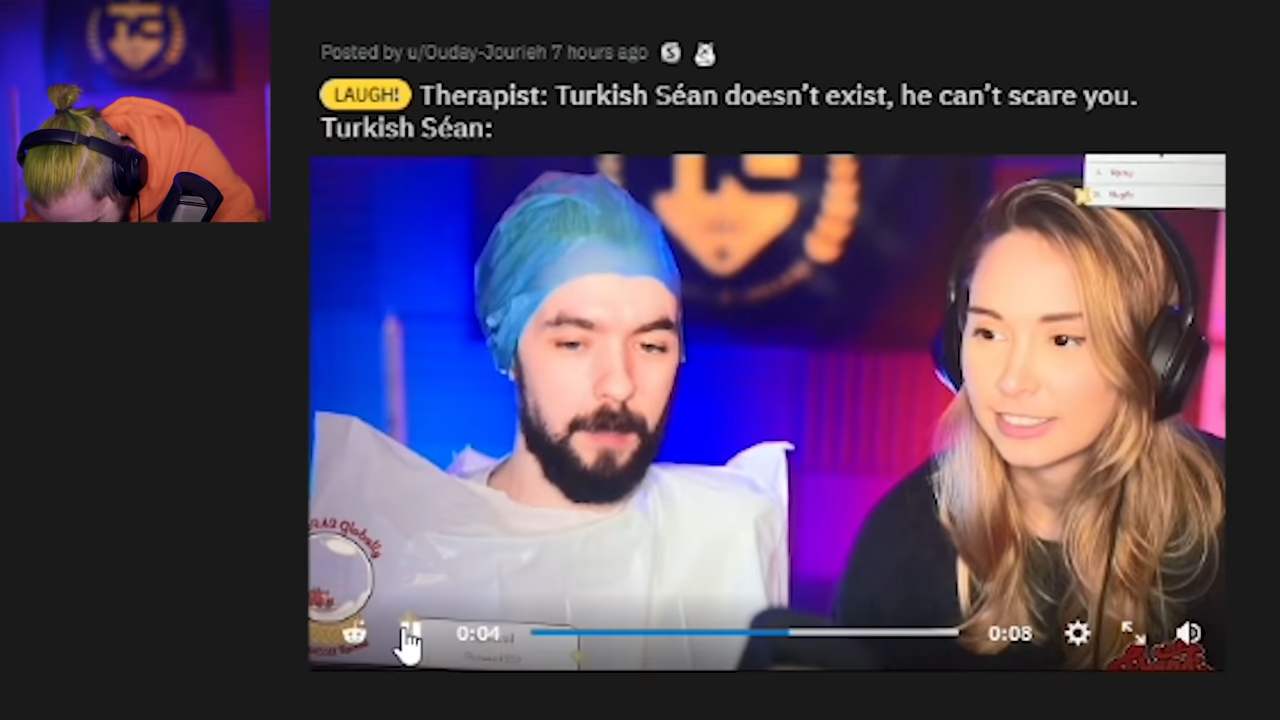 Posted by u/Ouday-Jourieh 7 hours ago
LAUGH! Therapist: Turkish Séan doesn't exist, he can't scare you.
Turkish Séan:
0:04
0:08